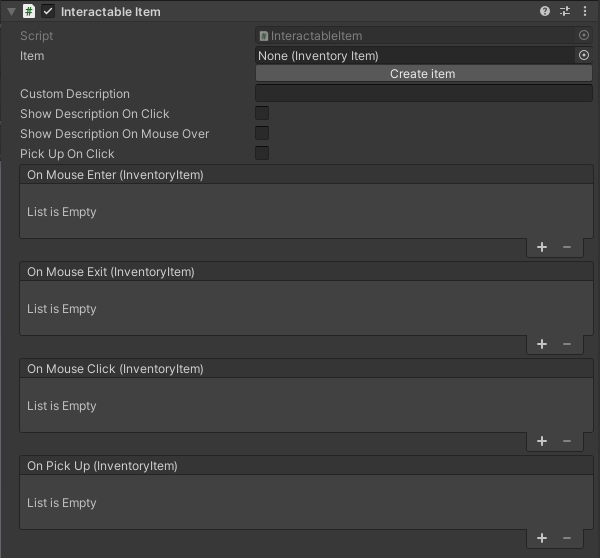 Interactable Item
Script InteractableItem
Item None (Inventory Item)
Create item
Custom Description
Show Description On Click
Show Description On Mouse Over
Pick Up On Click
On Mouse Enter (InventoryItem)
List is Empty
+ −
On Mouse Exit (InventoryItem)
List is Empty
+ −
On Mouse Click (InventoryItem)
List is Empty
+ −
On Pick Up (InventoryItem)
List is Empty
+ −